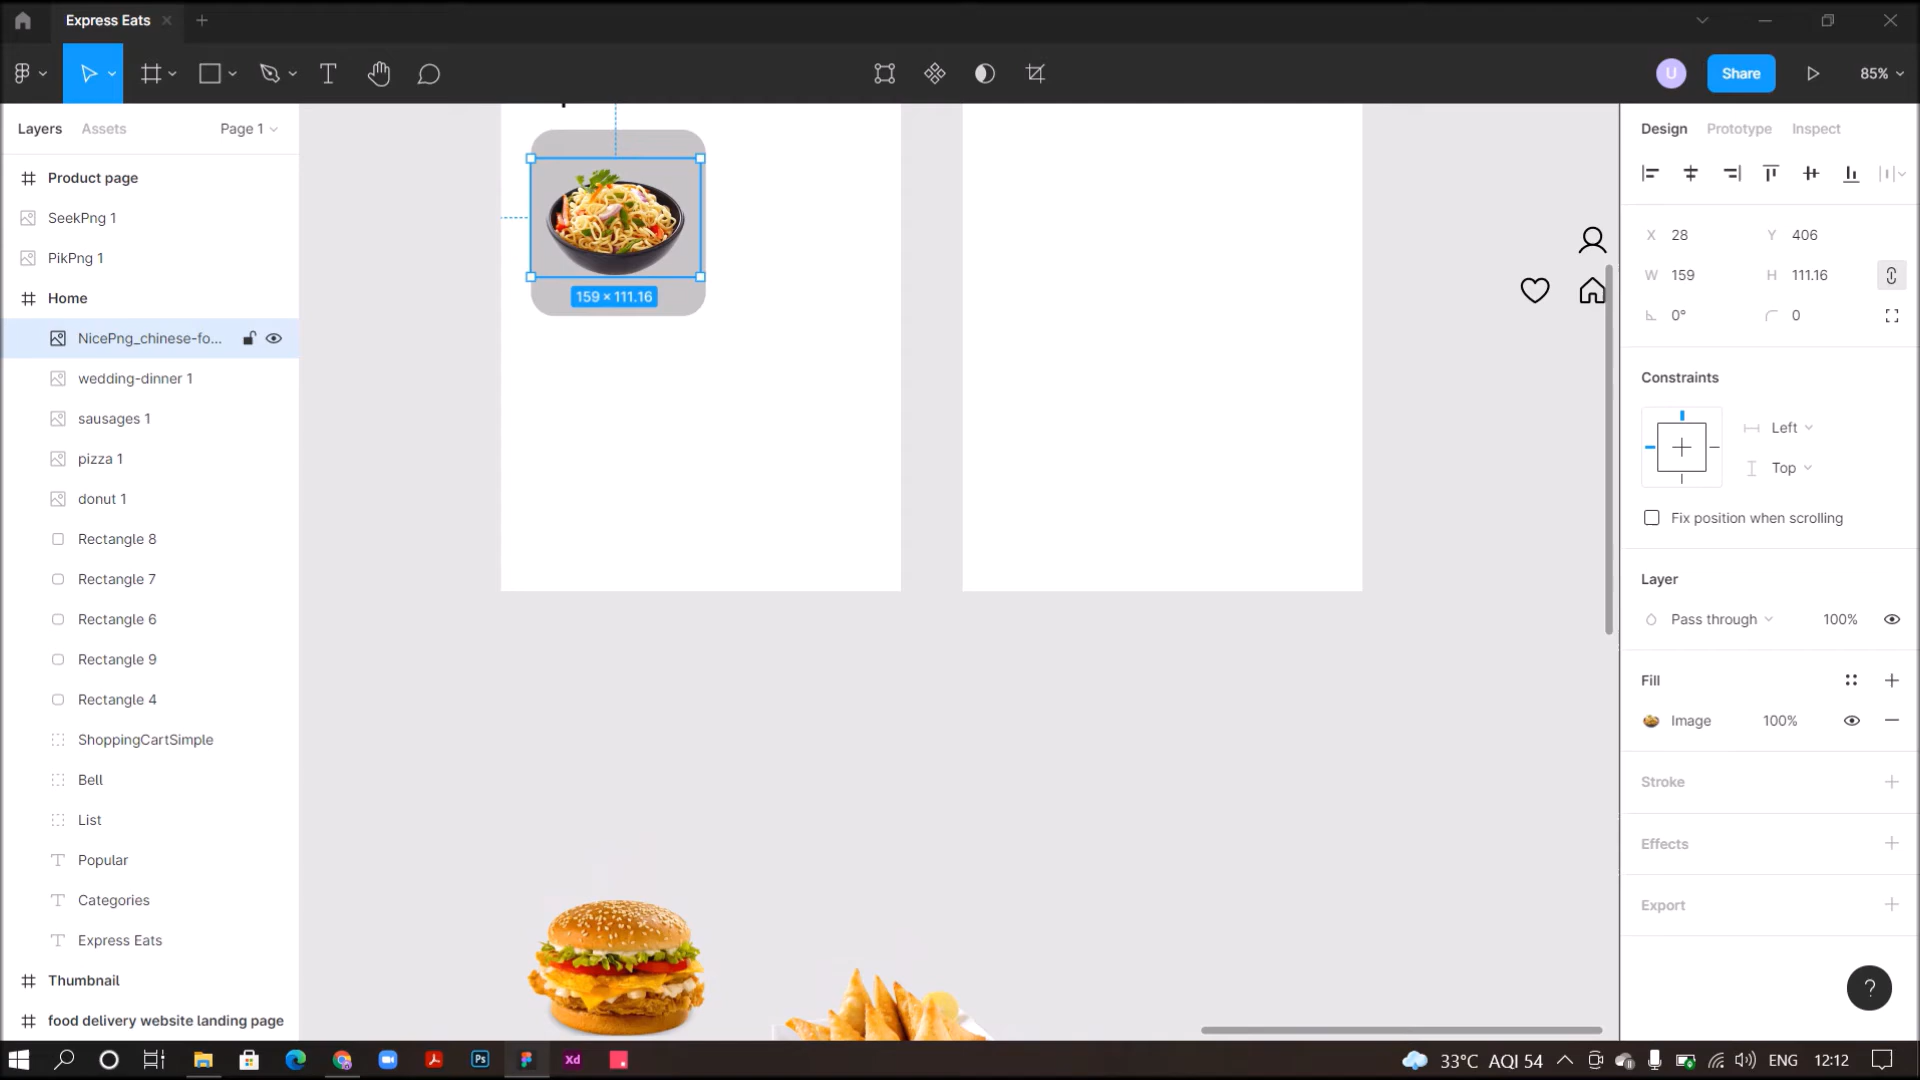 Express Eats
Share
85%
Layers
Assets
Page 1
Product page
SeekPng 1
PikPng 1
Home
NicePng_chinese-fo...
wedding-dinner 1
sausages 1
pizza 1
donut 1
Rectangle 8
Rectangle 7
Rectangle 6
Rectangle 9
Rectangle 4
ShoppingCartSimple
Bell
List
Popular
Categories
Express Eats
Thumbnail
food delivery website landing page
159 × 111.16
U
Design
Prototype
Inspect
X 28
Y 406
W 159
H 111.16
0°
0
Constraints
Left
Top
Fix position when scrolling
Layer
Pass through
100%
Fill
Image
100%
Stroke
Effects
Export
?
Ps
Xd
33°C AQI 54
ENG
12:12